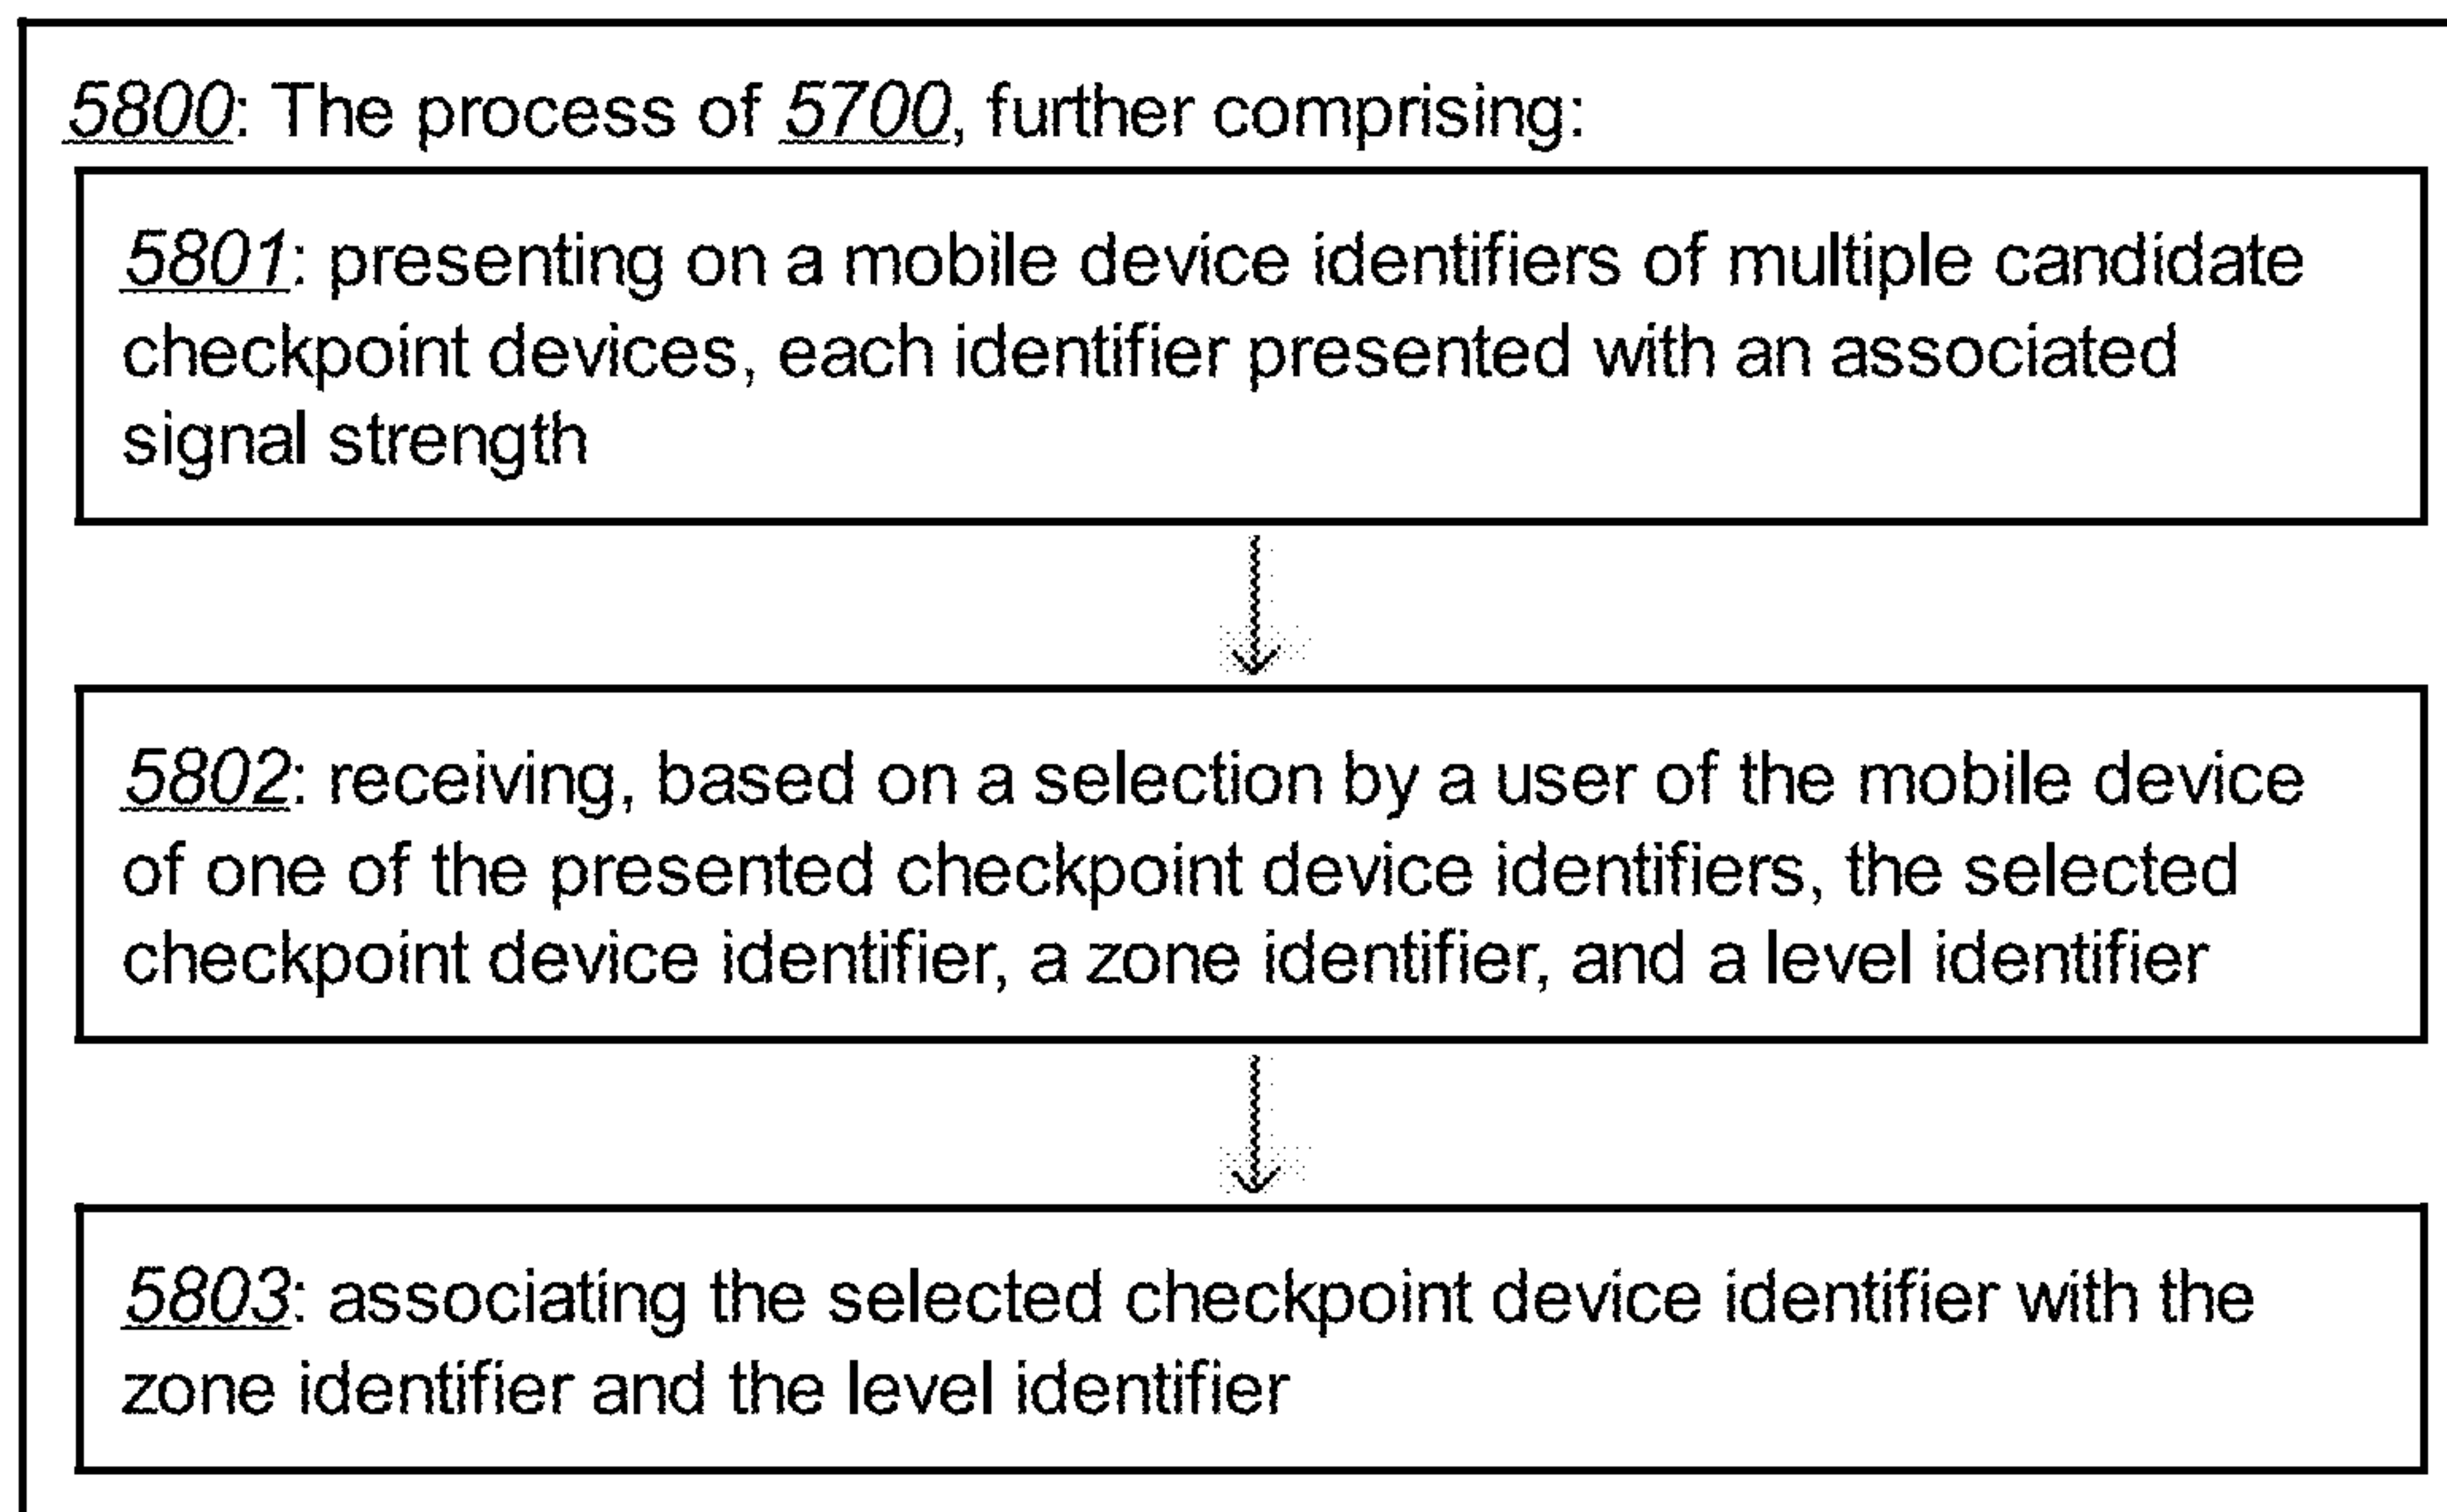 5800: The process of 5700, further comprising:
5801: presenting on a mobile device identifiers of multiple candidate
checkpoint devices, each identifier presented with an associated
signal strength
5802: receiving, based on a selection by a user of the mobile device
of one of the presented checkpoint device identifiers, the selected
checkpoint device identifier, a zone identifier, and a level identifier
5803: associating the selected checkpoint device identifier with the
zone identifier and the level identifier